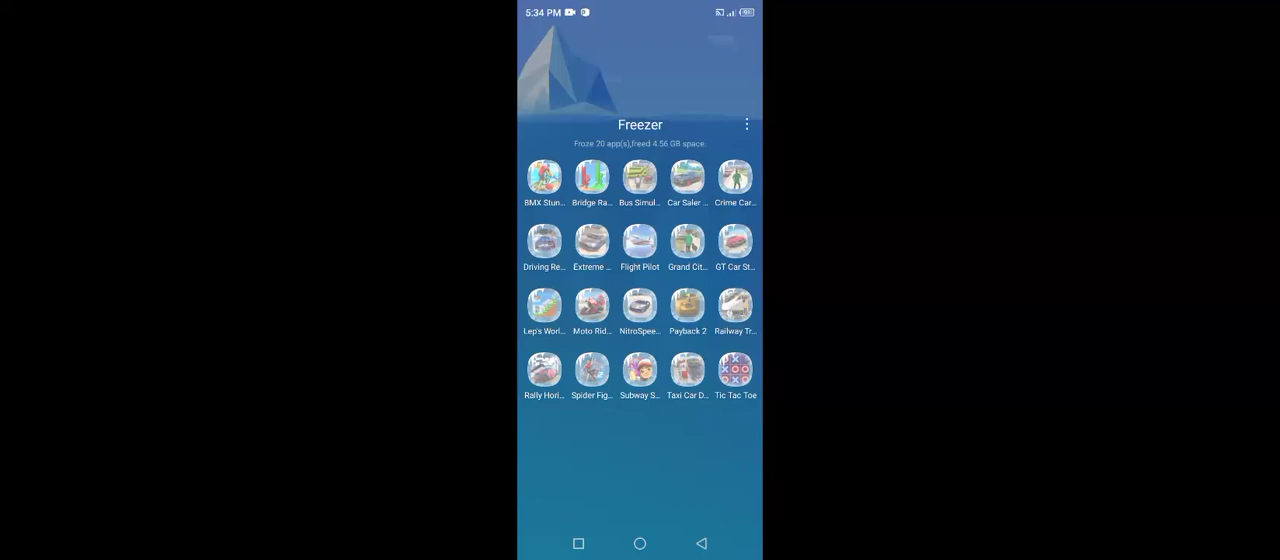 5:34 PM
Freezer
Froze 20 app(s),freed 4.56 GB space.
BMX Stun... Bridge Ra... Bus Simul... Car Saler ... Crime Car...
Driving Re... Extreme ... Flight Pilot Grand Cit... GT Car St...
Lep's Worl... Moto Rid... NitroSpee... Payback 2 Railway Tr...
Rally Hori... Spider Fig... Subway S... Taxi Car D... Tic Tac Toe